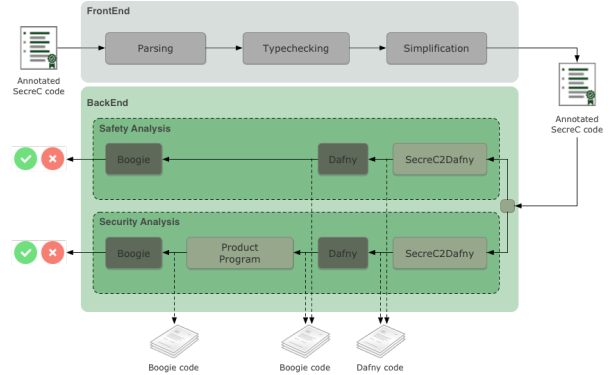 FrontEnd
Parsing
Typechecking
Simplification
Annotated
SecreC code
Annotated
SecreC code
BackEnd
Safety Analysis
Boogie
Dafny
SecreC2Dafny
Security Analysis
Boogie
Product
Program
Dafny
SecreC2Dafny
Boogie code
Boogie code
Dafny code